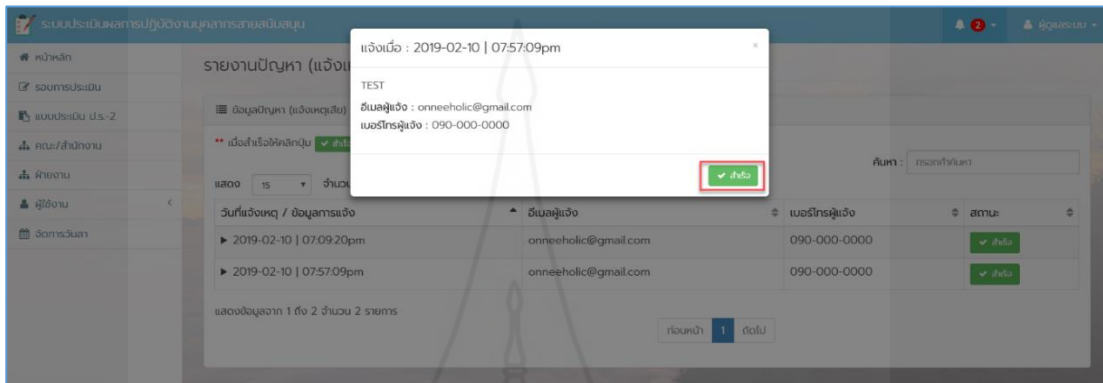 ระบบประเมินผลการปฏิบัติงานบุคลากรสายสนับสนุน
2
ผู้ดูแลระบบ
หน้าหลัก
รอบการประเมิน
แบบประเมิน ป.ร.-2
คณะ/สำนักงาน
ฝ่ายงาน
ผู้ใช้งาน
จัดการวันลา
แจ้งเมื่อ : 2019-02-10 | 07:57:09pm
×
TEST
อีเมลผู้แจ้ง : onneeholic@gmail.com
เบอร์โทรผู้แจ้ง : 090-000-0000
สำเร็จ
รายงานปัญหา (แจ้งเหตุ
ข้อมูลปัญหา (แจ้งเหตุเสีย)
** เมื่อสำเร็จให้คลิกปุ่ม สำเร็จ
แสดง 15 จำนวน
ค้นหา : กรอกคำค้นหา
วันที่แจ้งเหตุ / ข้อมูลการแจ้ง อีเมลผู้แจ้ง เบอร์โทรผู้แจ้ง สถานะ
2019-02-10 | 07:09:20pm onneeholic@gmail.com 090-000-0000 สำเร็จ
2019-02-10 | 07:57:09pm onneeholic@gmail.com 090-000-0000 สำเร็จ
แสดงข้อมูลจาก 1 ถึง 2 จำนวน 2 รายการ
ก่อนหน้า 1 ถัดไป